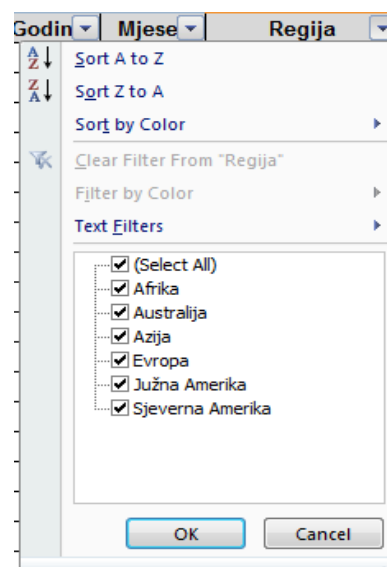 Godin Mjese Regija
Sort A to Z
Sort Z to A
Sort by Color
Clear Filter From "Regija"
Filter by Color
Text Filters
(Select All)
Afrika
Australija
Azija
Evropa
Južna Amerika
Sjeverna Amerika
OK Cancel